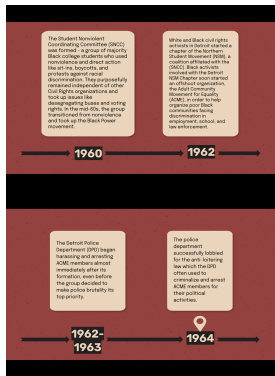 The Student Nonviolent
Coordinating Committee (SNCC)
was formed - a group of majority
Black college students who used
nonviolence and direct action
like sit-ins, boycotts, and
protests against racial
discrimination. They purposefully
remained independent of other
Civil Rights organizations and
took up issues like
desegregating buses and voting
rights. In the mid-60s, the group
transitioned from nonviolence
and took up the Black Power
movement.
White and Black civil rights
activists in Detroit started a
chapter of the Northern
Student Movement (NSM), a
coalition affiliated with the
(SNCC). Black activists
involved with the Detroit
NSM Chapter soon started
an offshoot organization,
the Adult Community
Movement for Equality
(ACME), in order to help
organize poor Black
communities facing
discrimination in
employment, school, and
law enforcement.
1960
1962
The Detroit Police
Department (DPD) began
harassing and arresting
ACME members almost
immediately after its
formation, even before
the group decided to
make police brutality its
top priority.
The police
department
successfully lobbied
for the anti-loitering
law which the DPD
often used to
criminalize and arrest
ACME members for
their political
activities.
1962-
1963
1964